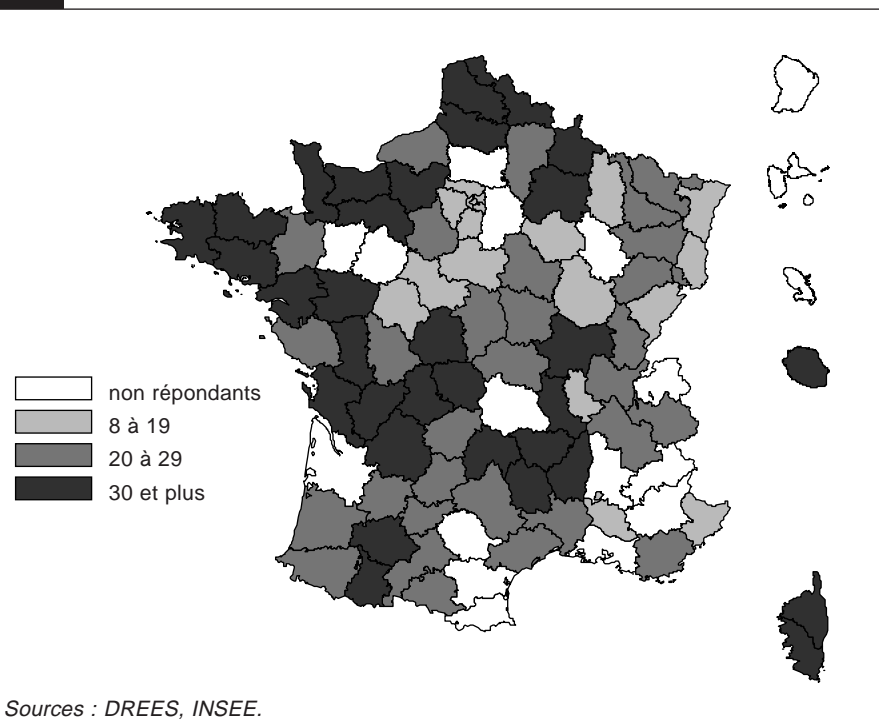 non répondants
8 à 19
20 à 29
30 et plus
Sources : DREES, INSEE.